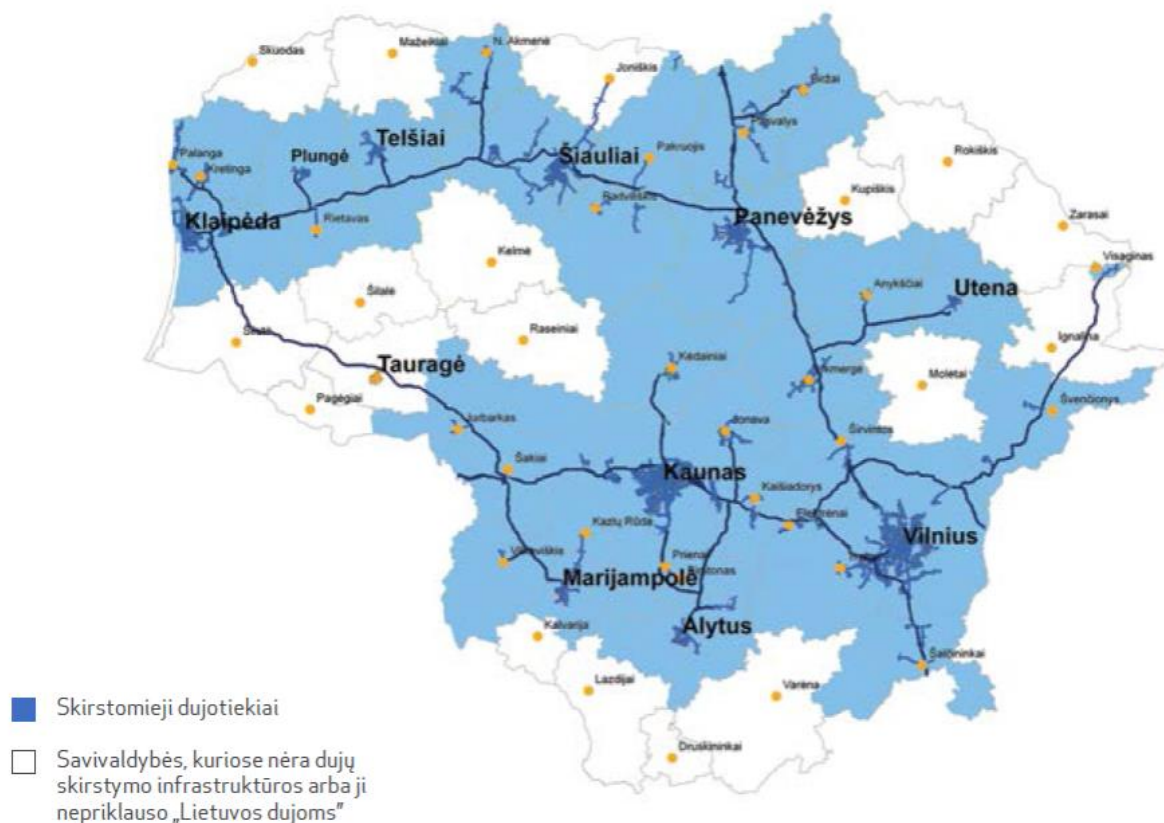 Skuodas
Mažeikiai
N. Akmenė
Joniškis
Biržai
Pasvalys
Telšiai
Plungė
Šiauliai
Pakruojis
Rokiškis
Palanga
Kretinga
Radviliškis
Kupiškis
Klaipėda
Rietavas
Panevėžys
Zarasai
Kelmė
Visaginas
Šilalė
Anykščiai
Utena
Šilutė
Raseiniai
Ignalina
Tauragė
Kėdainiai
Ukmergė
Molėtai
Pagėgiai
Švenčionys
Jurbarkas
Jonava
Širvintos
Šakiai
Kaunas
Kaišiadorys
Elektrėnai
Kazlų Rūda
Vilnius
Vilkaviškis
Prienai
Trakai
Marijampolė
Birštonas
Alytus
Kalvarija
Šalčininkai
Lazdijai
Varėna
Druskininkai
Skirstomieji dujotiekiai
Savivaldybės, kuriose nėra dujų
skirstymo infrastruktūros arba ji
nepriklauso „Lietuvos dujoms”